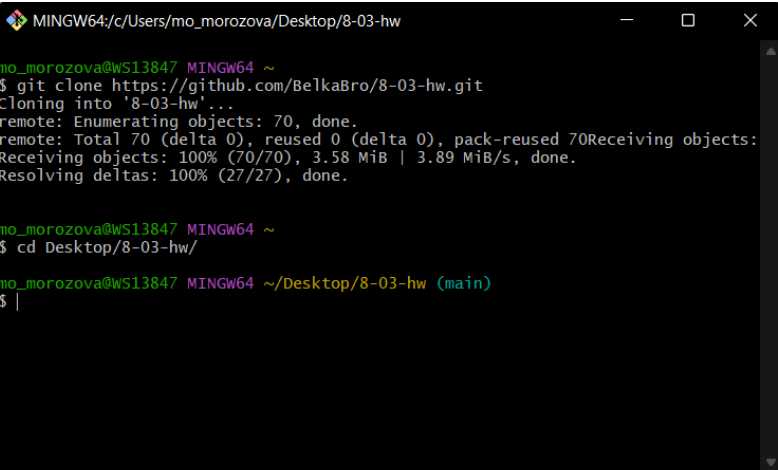 MINGW64:/c/Users/mo_morozova/Desktop/8-03-hw
mo_morozova@WS13847 MINGW64 ~
$ git clone https://github.com/BelkaBro/8-03-hw.git
Cloning into '8-03-hw'...
remote: Enumerating objects: 70, done.
remote: Total 70 (delta 0), reused 0 (delta 0), pack-reused 70Receiving objects:
Receiving objects: 100% (70/70), 3.58 MiB | 3.89 MiB/s, done.
Resolving deltas: 100% (27/27), done.
mo_morozova@WS13847 MINGW64 ~
$ cd Desktop/8-03-hw/
mo_morozova@WS13847 MINGW64 ~/Desktop/8-03-hw (main)
$